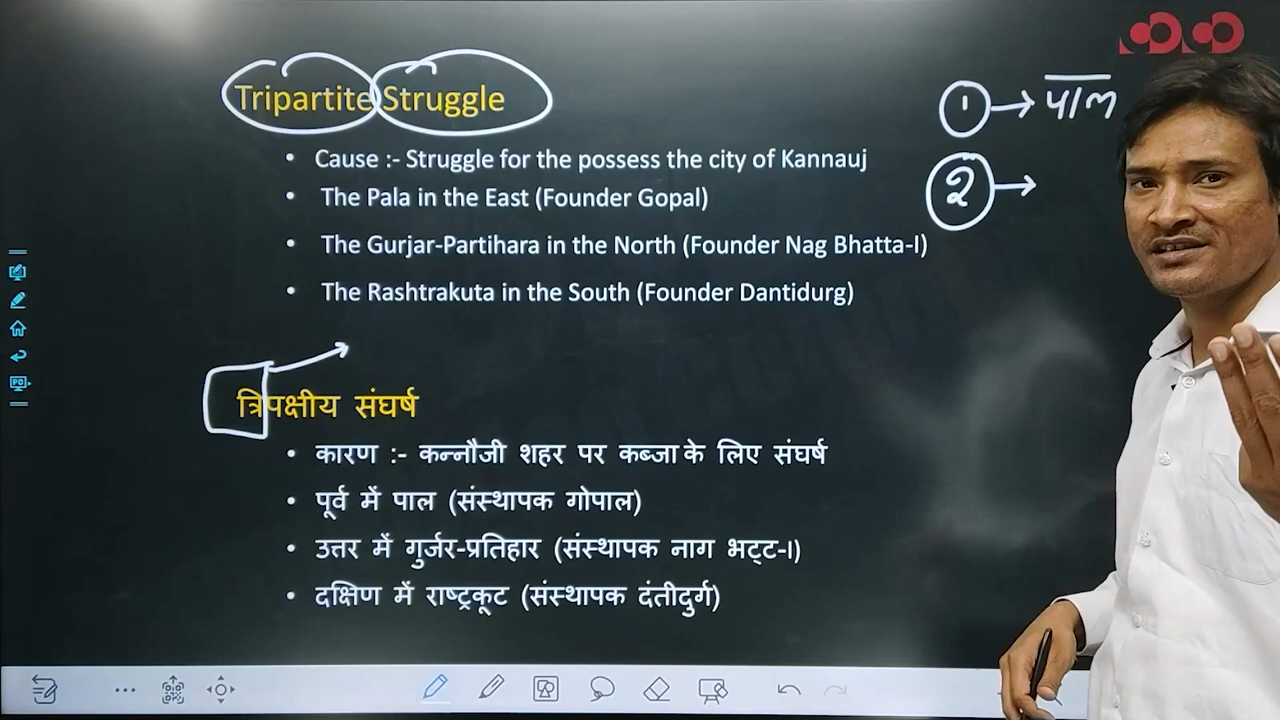 Tripartite Struggle
• Cause :- Struggle for the possess the city of Kannauj
• The Pala in the East (Founder Gopal)
• The Gurjar-Partihara in the North (Founder Nag Bhatta-I)
• The Rashtrakuta in the South (Founder Dantidurg)
1 → पाल
2 →
त्रिपक्षीय संघर्ष
• कारण :- कन्नौजी शहर पर कब्जा के लिए संघर्ष
• पूर्व में पाल (संस्थापक गोपाल)
• उत्तर में गुर्जर-प्रतिहार (संस्थापक नाग भट्ट-I)
• दक्षिण में राष्ट्रकूट (संस्थापक दंतीदुर्ग)